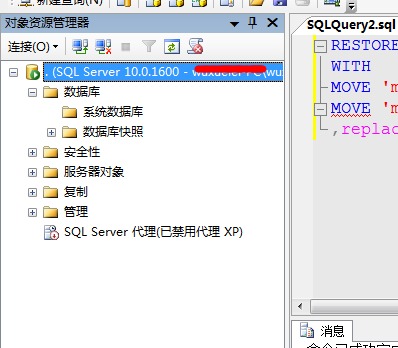 新建查询(N)
对象资源管理器
连接(O)
. (SQL Server 10.0.1600 -
数据库
系统数据库
数据库快照
安全性
服务器对象
复制
管理
SQL Server 代理(已禁用代理 XP)
SQLQuery2.sql
RESTORE
WITH
MOVE 'm
MOVE 'm
,replac
消息